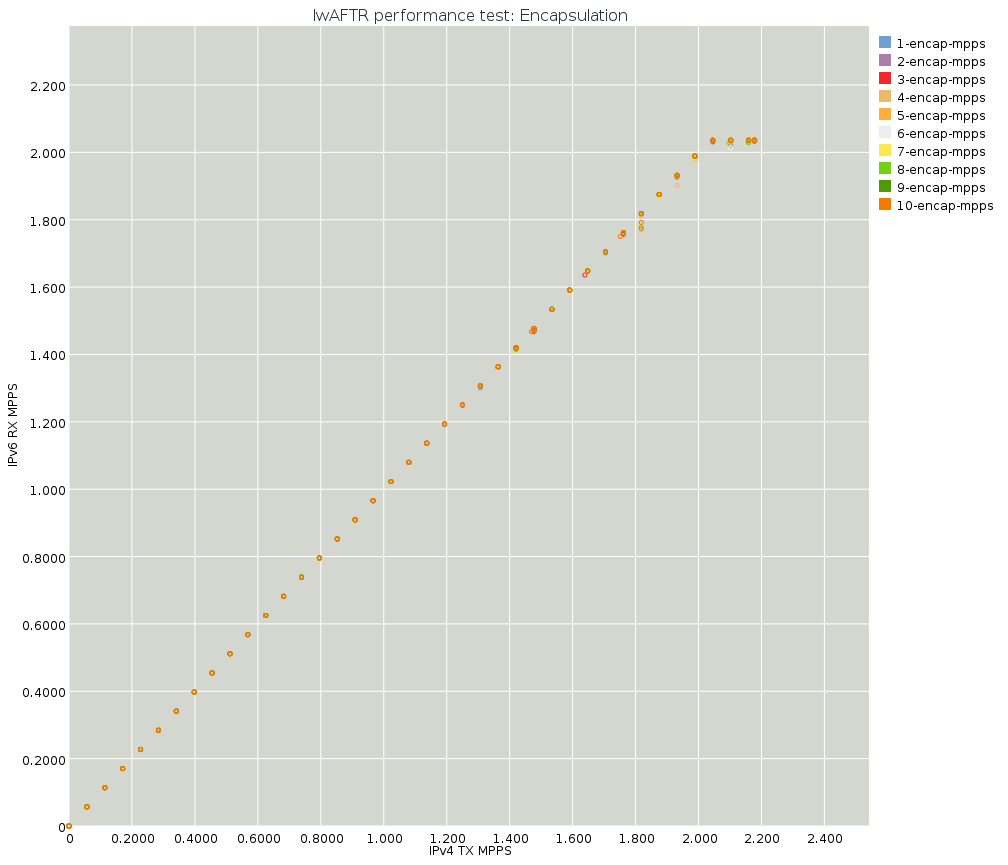 lwAFTR performance test: Encapsulation
1-encap-mpps
2-encap-mpps
3-encap-mpps
4-encap-mpps
5-encap-mpps
6-encap-mpps
7-encap-mpps
8-encap-mpps
9-encap-mpps
10-encap-mpps
IPv6 RX MPPS
2.200
2.000
1.800
1.600
1.400
1.200
1.000
0.8000
0.6000
0.4000
0.2000
0
0 0.2000 0.4000 0.6000 0.8000 1.000 1.200 1.400 1.600 1.800 2.000 2.200 2.400
IPv4 TX MPPS